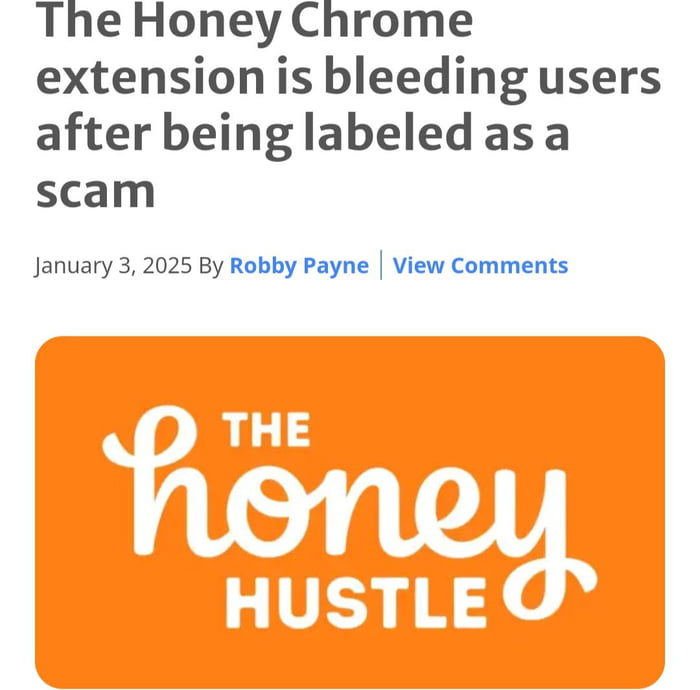 The Honey Chrome
extension is bleeding users
after being labeled as a
scam
January 3, 2025 By Robby Payne | View Comments
THE
honey
HUSTLE